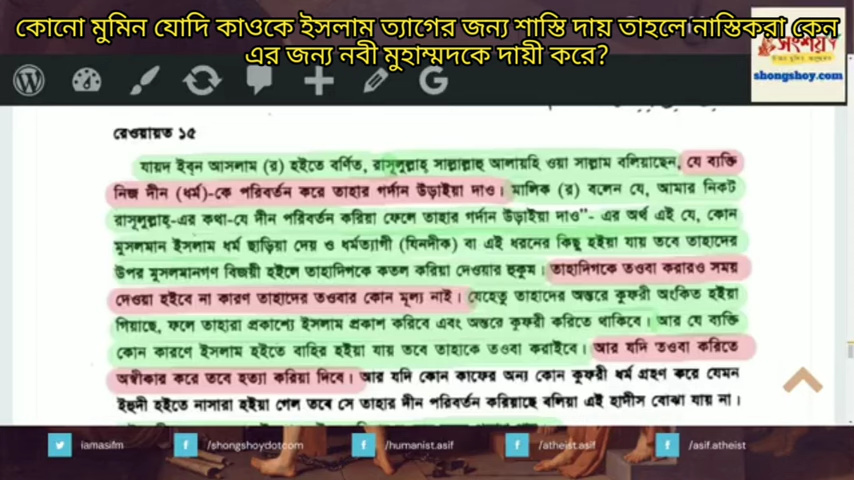 কোনো মুমিন যোদি কাওকে ইসলাম ত্যাগের জন্য শাস্তি দায় তাহলে নাস্তিকরা কেন
এর জন্য নবী মুহাম্মদকে দায়ী করে?
সংশয়
shongshoy.com
রেওয়ায়ত ১৫
যায়দ ইব্‌ন আসলাম (র) হইতে বর্ণিত, রাসূলুল্লাহ্ সাল্লাল্লাহু আলায়হি ওয়া সাল্লাম বলিয়াছেন, যে ব্যক্তি
নিজ দীন (ধর্ম)-কে পরিবর্তন করে তাহার গর্দান উড়াইয়া দাও। মালিক (র) বলেন যে, আমার নিকট
রাসূলুল্লাহ্-এর কথা-যে দীন পরিবর্তন করিয়া ফেলে তাহার গর্দান উড়াইয়া দাও”- এর অর্থ এই যে, কোন
মুসলমান ইসলাম ধর্ম ছাড়িয়া দেয় ও ধর্মত্যাগী (যিনদীক) বা এই ধরনের কিছু হইয়া যায় তবে তাহাদের
উপর মুসলমানগণ বিজয়ী হইলে তাহাদিগকে কতল করিয়া দেওয়ার হুকুম। তাহাদিগকে তওবা করারও সময়
দেওয়া হইবে না কারণ তাহাদের তওবার কোন মূল্য নাই। যেহেতু তাহাদের অন্তরে কুফরী অংকিত হইয়া
গিয়াছে, ফলে তাহারা প্রকাশ্যে ইসলাম প্রকাশ করিবে এবং অন্তরে কুফরী করিতে থাকিবে। আর যে ব্যক্তি
কোন কারণে ইসলাম হইতে বাহির হইয়া যায় তবে তাহাকে তওবা করাইবে। আর যদি তওবা করিতে
অস্বীকার করে তবে হত্যা করিয়া দিবে। আর যদি কোন কাফের অন্য কোন কুফরী ধর্ম গ্রহণ করে যেমন
ইহুদী হইতে নাসারা হইয়া গেল তবে সে তাহার দীন পরিবর্তন করিয়াছে বলিয়া এই হাদীস বোঝা যায় না।
iamasifm
/shongshoydotcom
/humanist.asif
/atheist.asif
/asif.atheist